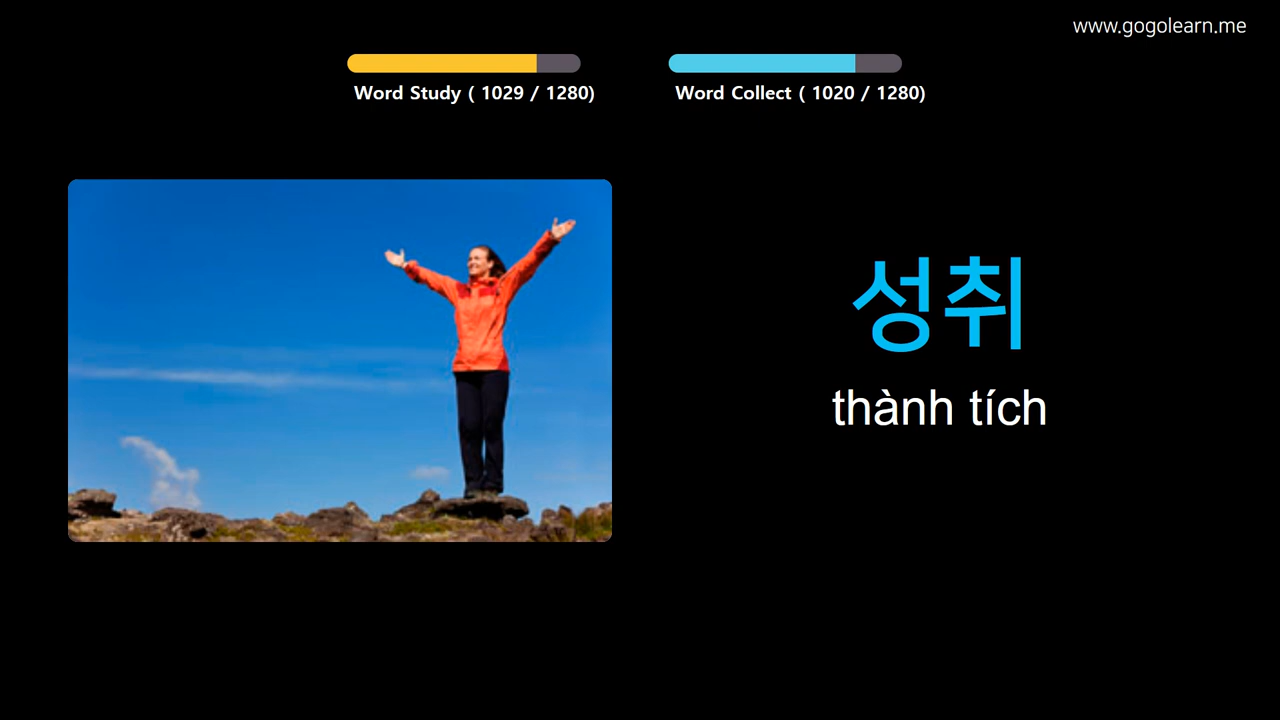 www.gogolearn.me
Word Study ( 1029 / 1280)
Word Collect ( 1020 / 1280)
성취
thành tích